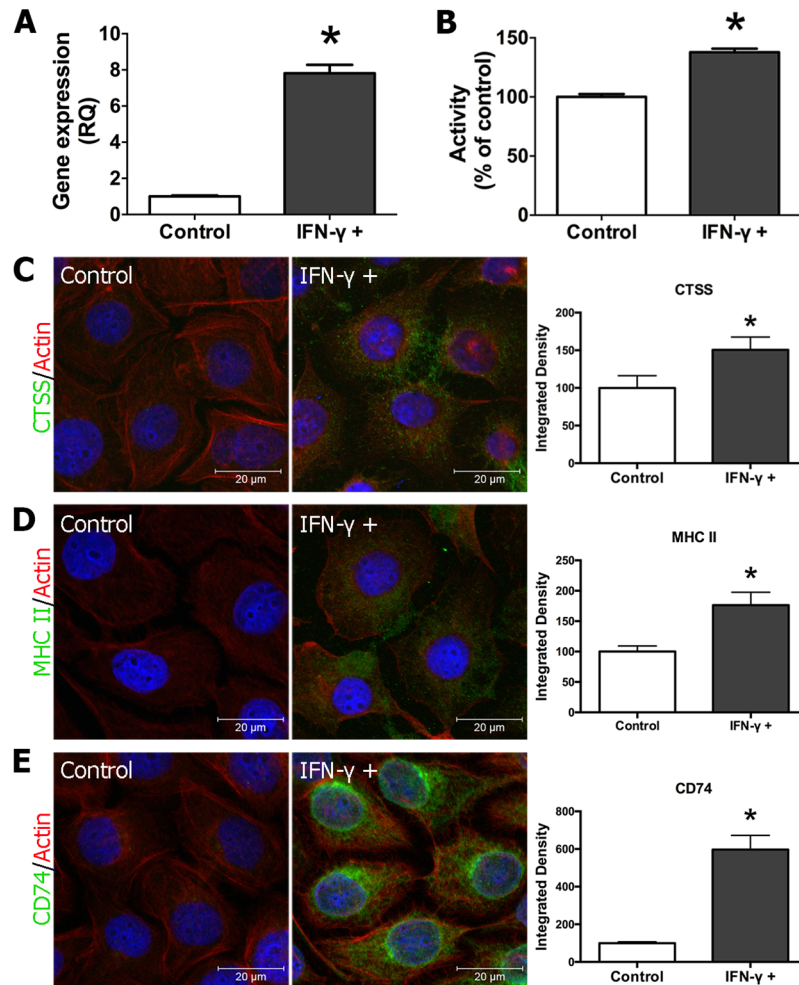 A
Gene expression
(RQ)
10
8
6
4
2
0
*
Control
IFN-γ +
B
Activity
(% of control)
150
100
50
0
*
Control
IFN-γ +
C
CTSS/Actin
Control
20 µm
IFN-γ +
20 µm
CTSS
Integrated Density
200
150
100
50
0
*
Control
IFN-γ +
D
MHC II/Actin
Control
20 µm
IFN-γ +
20 µm
MHC II
Integrated Density
250
200
150
100
50
0
*
Control
IFN-γ +
E
CD74/Actin
Control
20 µm
IFN-γ +
20 µm
CD74
Integrated Density
800
600
400
200
0
*
Control
IFN-γ +